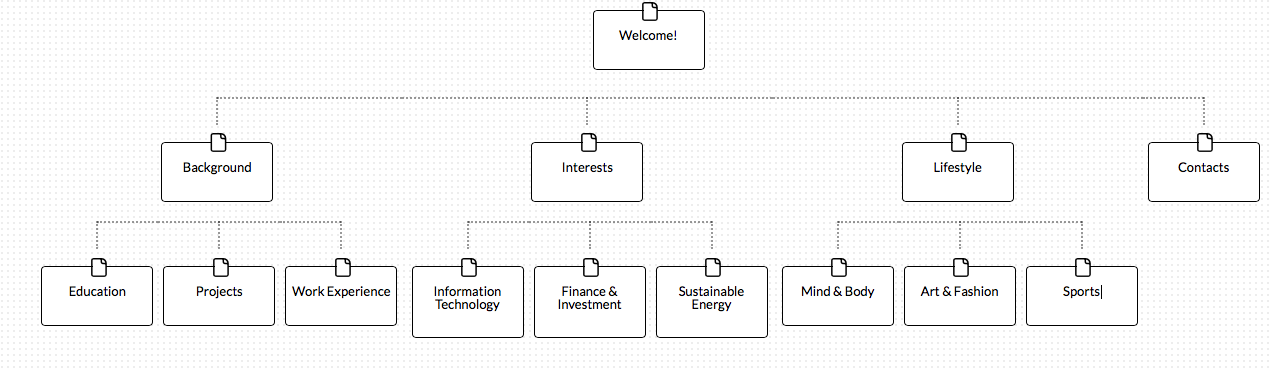 Welcome!
Background
Interests
Lifestyle
Contacts
Education
Projects
Work Experience
Information
Technology
Finance &
Investment
Sustainable
Energy
Mind & Body
Art & Fashion
Sports